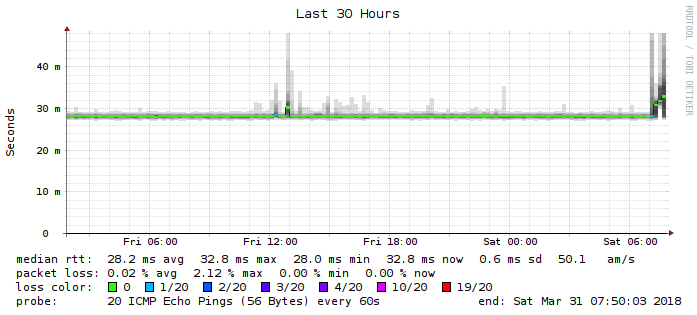 Last 30 Hours
RRDTOOL / TOBI OETIKER
Seconds
40 m
30 m
20 m
10 m
0
Fri 06:00 Fri 12:00 Fri 18:00 Sat 00:00 Sat 06:00
median rtt: 28.2 ms avg 32.8 ms max 28.0 ms min 32.8 ms now 0.6 ms sd 50.1 am/s
packet loss: 0.02 % avg 2.12 % max 0.00 % min 0.00 % now
loss color: 0 1/20 2/20 3/20 4/20 10/20 19/20
probe: 20 ICMP Echo Pings (56 Bytes) every 60s end: Sat Mar 31 07:50:03 2018